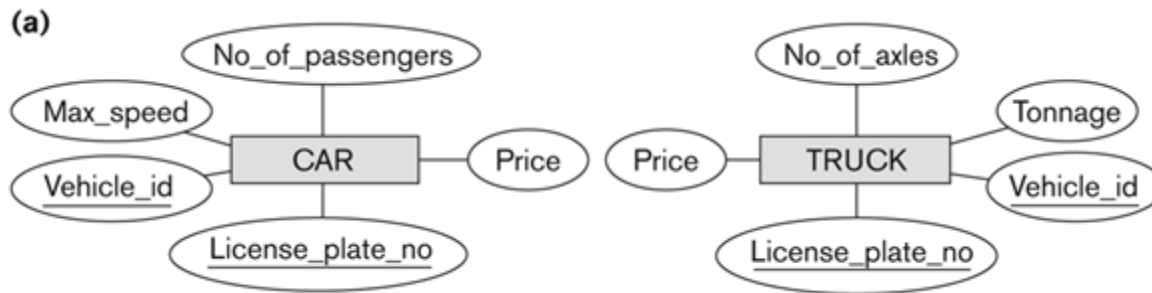 (a)
No_of_passengers
Max_speed
CAR
Price
Vehicle_id
License_plate_no
No_of_axles
Tonnage
Price
TRUCK
Vehicle_id
License_plate_no